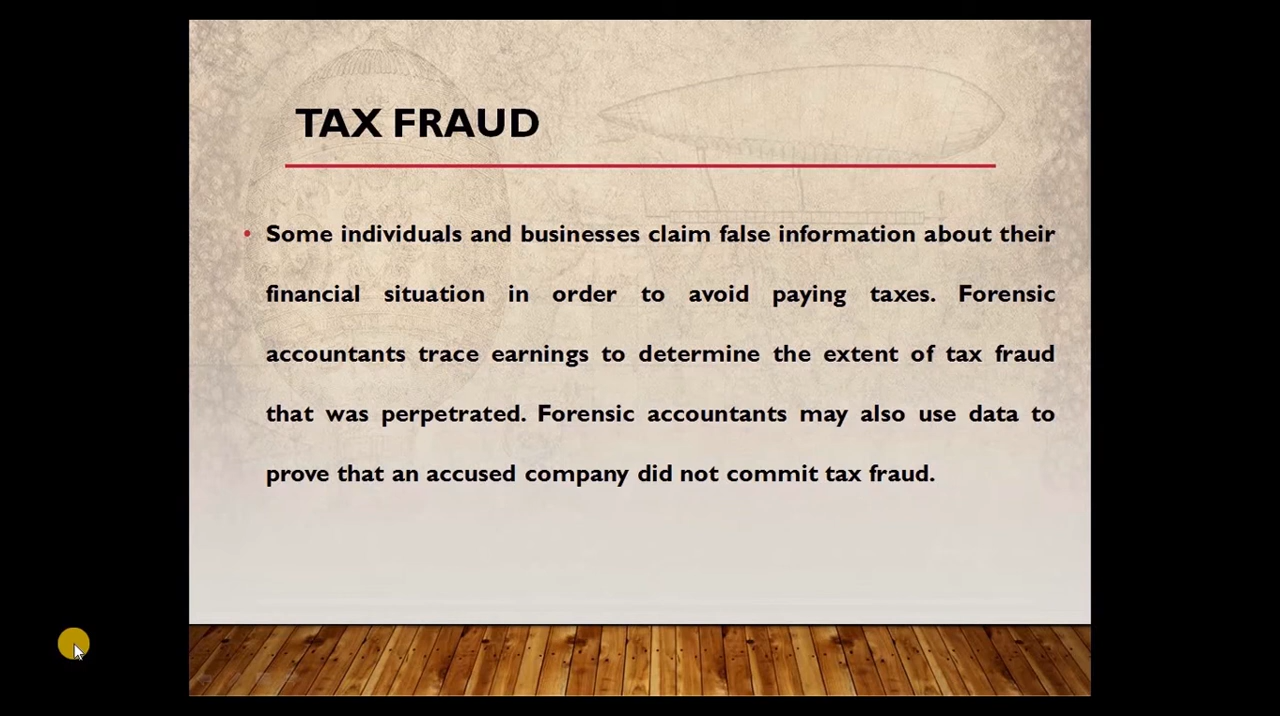 TAX FRAUD
• Some individuals and businesses claim false information about their
financial situation in order to avoid paying taxes. Forensic
accountants trace earnings to determine the extent of tax fraud
that was perpetrated. Forensic accountants may also use data to
prove that an accused company did not commit tax fraud.